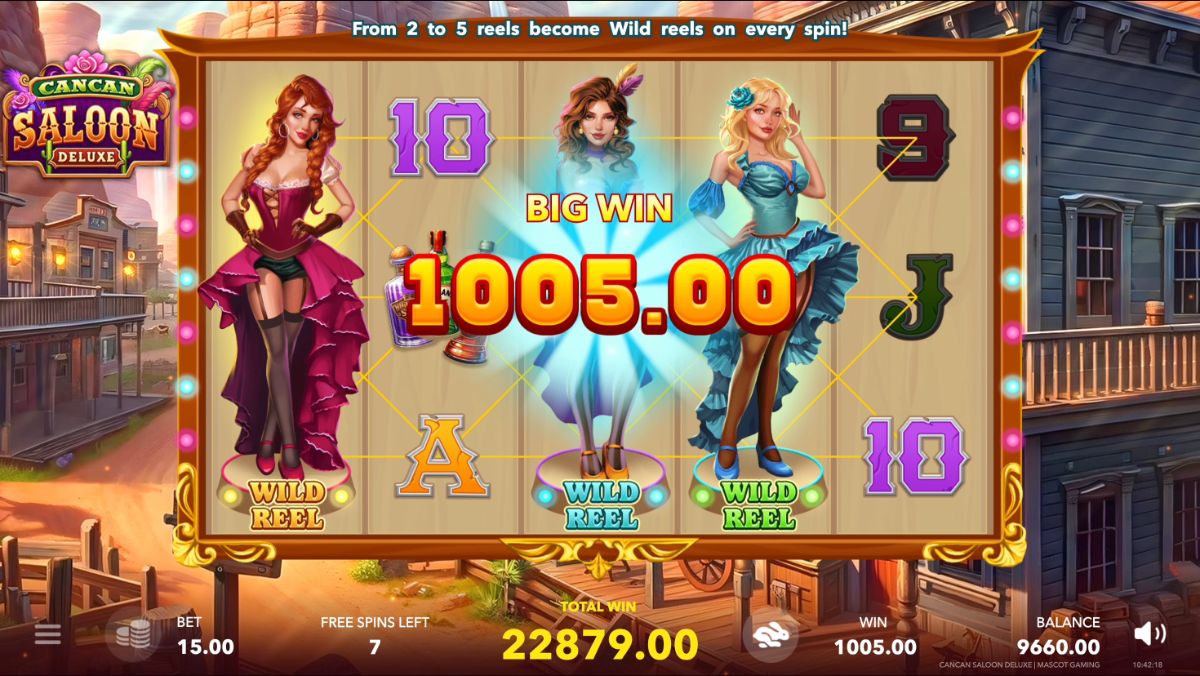 From 2 to 5 reels become Wild reels on every spin!
CANCAN
SALOON
DELUXE
10
9
BIG WIN
1005.00
J
A
10
WILD
REEL
WILD
REEL
WILD
REEL
TOTAL WIN
BET
15.00
FREE SPINS LEFT
7
22879.00
WIN
1005.00
BALANCE
9660.00
CANCAN SALOON DELUXE | MASCOT GAMING
10:42:18